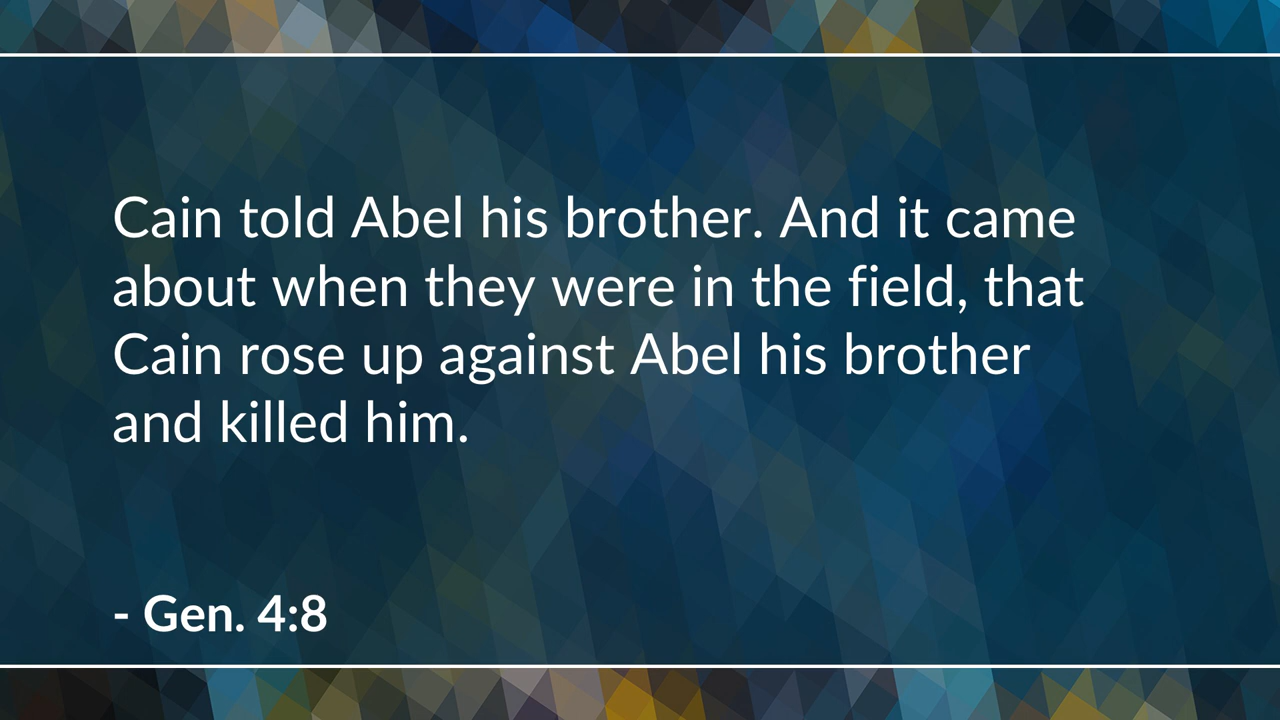 Cain told Abel his brother. And it came
about when they were in the field, that
Cain rose up against Abel his brother
and killed him.
- Gen. 4:8